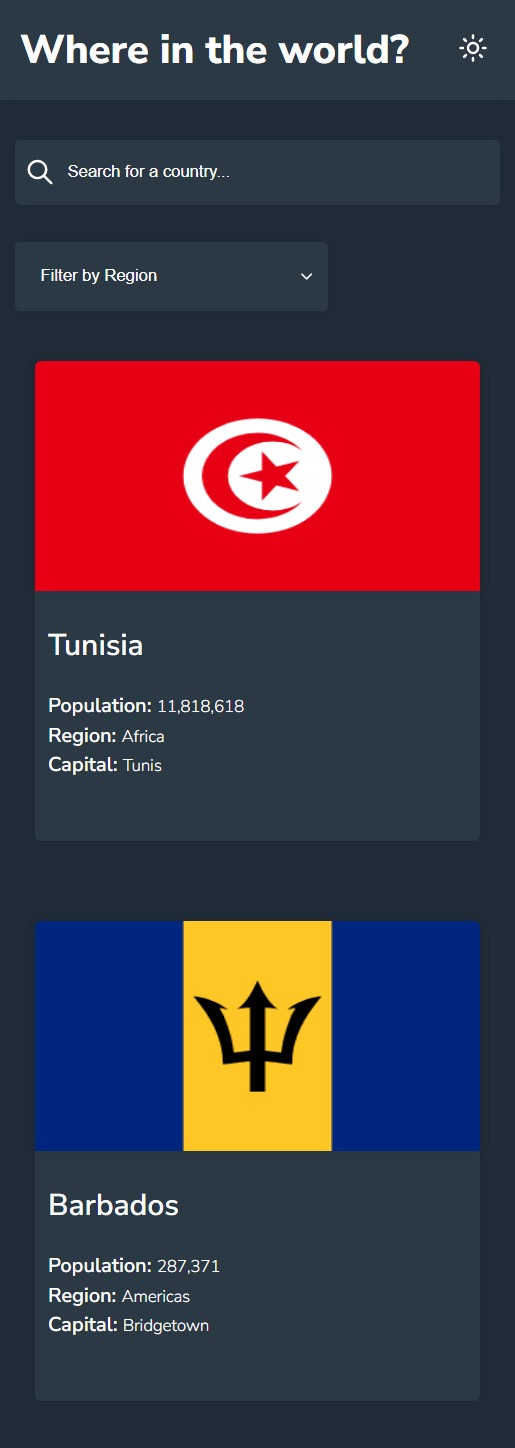 Where in the world?
Search for a country...
Filter by Region
Tunisia
Population: 11,818,618
Region: Africa
Capital: Tunis
Barbados
Population: 287,371
Region: Americas
Capital: Bridgetown